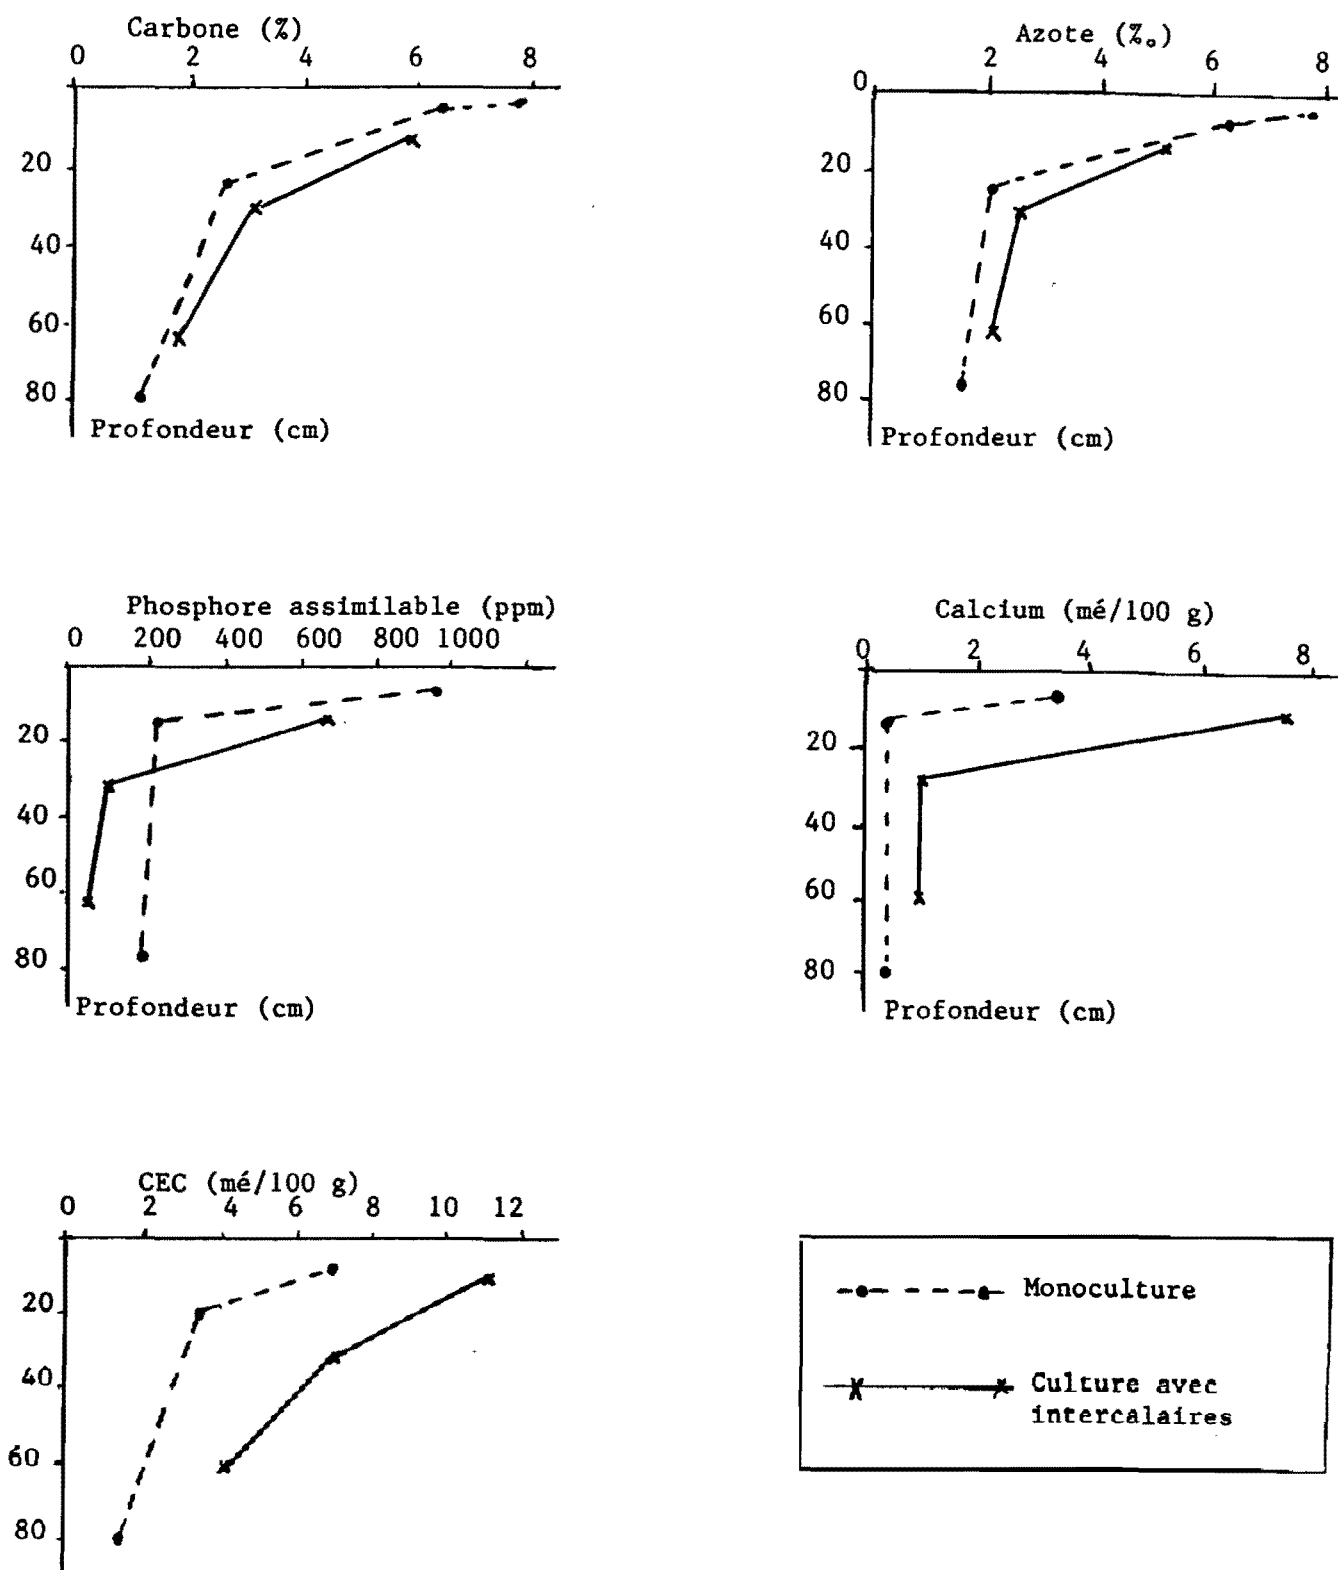 Carbone (%)
0 2 4 6 8
20
40
60
80
Profondeur (cm)
Azote (‰)
0 2 4 6 8
20
40
60
80
Profondeur (cm)
Phosphore assimilable (ppm)
0 200 400 600 800 1000
20
40
60
80
Profondeur (cm)
Calcium (mé/100 g)
0 2 4 6 8
20
40
60
80
Profondeur (cm)
CEC (mé/100 g)
0 2 4 6 8 10 12
20
40
60
80
Monoculture
Culture avec
intercalaires